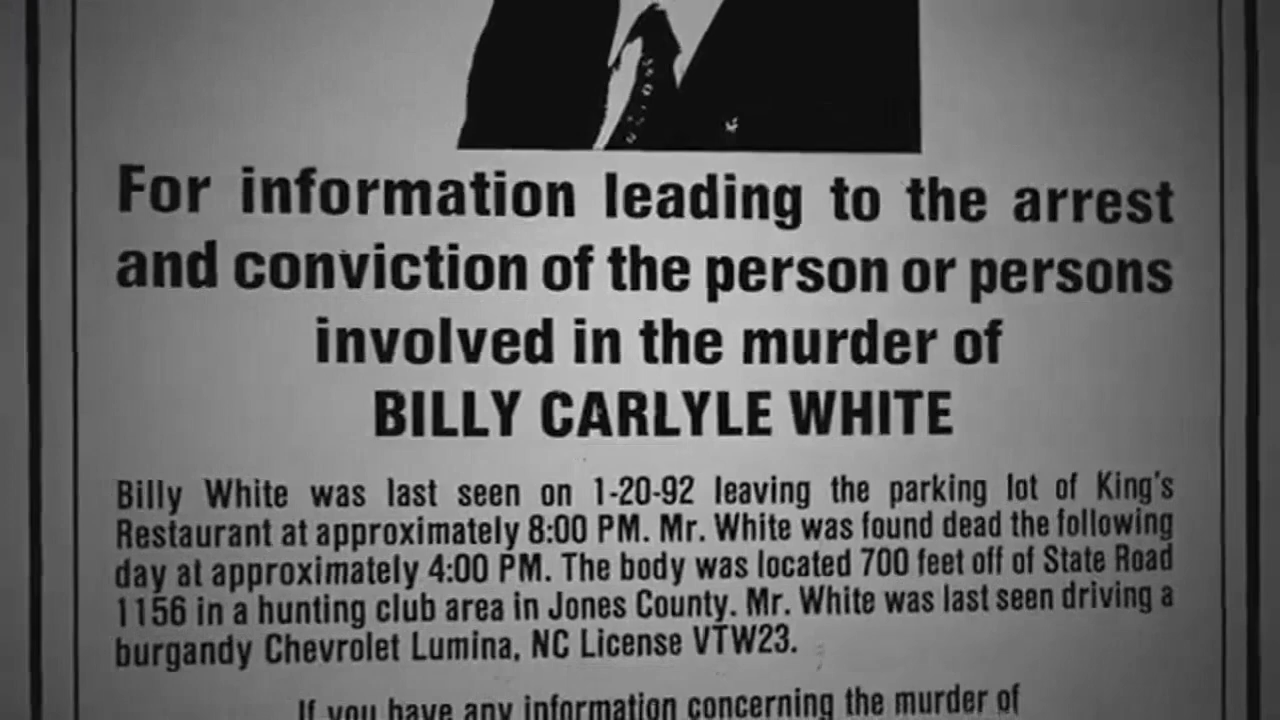 For information leading to the arrest
and conviction of the person or persons
involved in the murder of
BILLY CARLYLE WHITE
Billy White was last seen on 1-20-92 leaving the parking lot of King's
Restaurant at approximately 8:00 PM. Mr. White was found dead the following
day at approximately 4:00 PM. The body was located 700 feet off of State Road
1156 in a hunting club area in Jones County. Mr. White was last seen driving a
burgandy Chevrolet Lumina, NC License VTW23.
If you have any information concerning the murder of